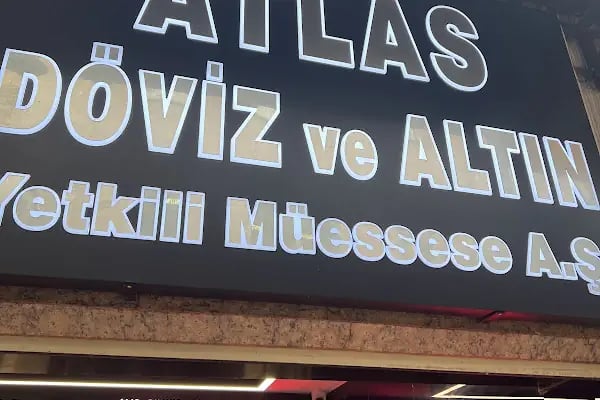 ATLAS
DÖVİZ ve ALTIN
Yetkili Müessese A.Ş